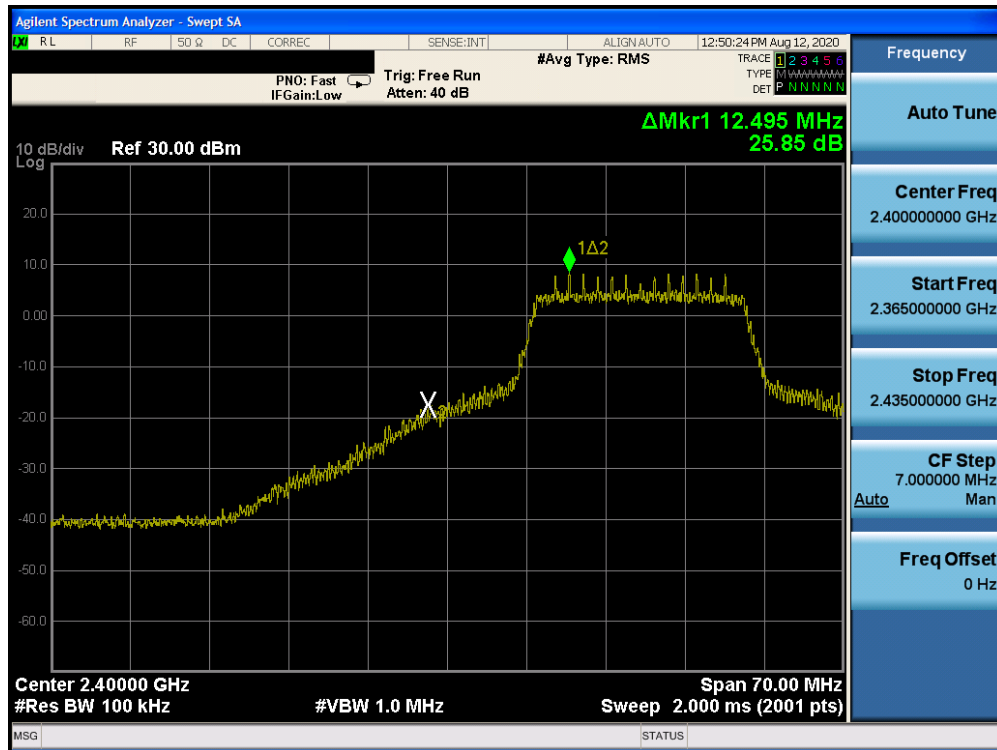 Agilent Spectrum Analyzer - Swept SA
LXI RL RF 50 Ω DC CORREC SENSE:INT ALIGN AUTO 12:50:24 PM Aug 12, 2020
PNO: Fast
IFGain:Low
Trig: Free Run
Atten: 40 dB
#Avg Type: RMS
TRACE 1 2 3 4 5 6
TYPE M
DET P N N N N N
ΔMkr1 12.495 MHz
25.85 dB
10 dB/div
Log
Ref 30.00 dBm
20.0
10.0
0.00
-10.0
-20.0
-30.0
-40.0
-50.0
-60.0
1Δ2
X2
Center 2.40000 GHz
Span 70.00 MHz
#Res BW 100 kHz
#VBW 1.0 MHz
Sweep 2.000 ms (2001 pts)
MSG
STATUS
Frequency
Auto Tune
Center Freq
2.400000000 GHz
Start Freq
2.365000000 GHz
Stop Freq
2.435000000 GHz
CF Step
7.000000 MHz
Auto Man
Freq Offset
0 Hz